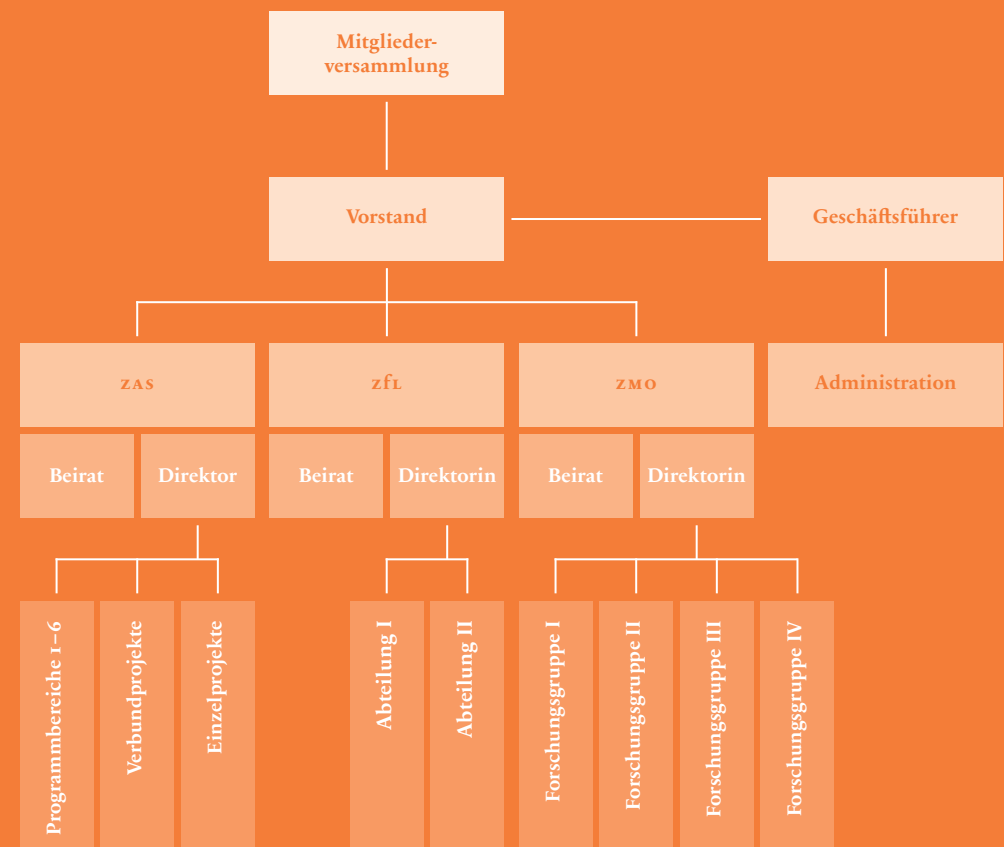 Mitglieder-
versammlung
Vorstand
Geschäftsführer
ZAS
ZfL
ZMO
Administration
Beirat
Direktor
Beirat
Direktorin
Beirat
Direktorin
Programmbereiche 1–6
Verbundprojekte
Einzelprojekte
Abteilung I
Abteilung II
Forschungsgruppe I
Forschungsgruppe II
Forschungsgruppe III
Forschungsgruppe IV